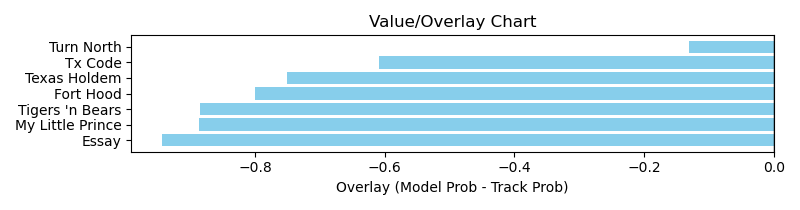 Value/Overlay Chart
Turn North
Tx Code
Texas Holdem
Fort Hood
Tigers 'n Bears
My Little Prince
Essay
−0.8 −0.6 −0.4 −0.2 0.0
Overlay (Model Prob - Track Prob)